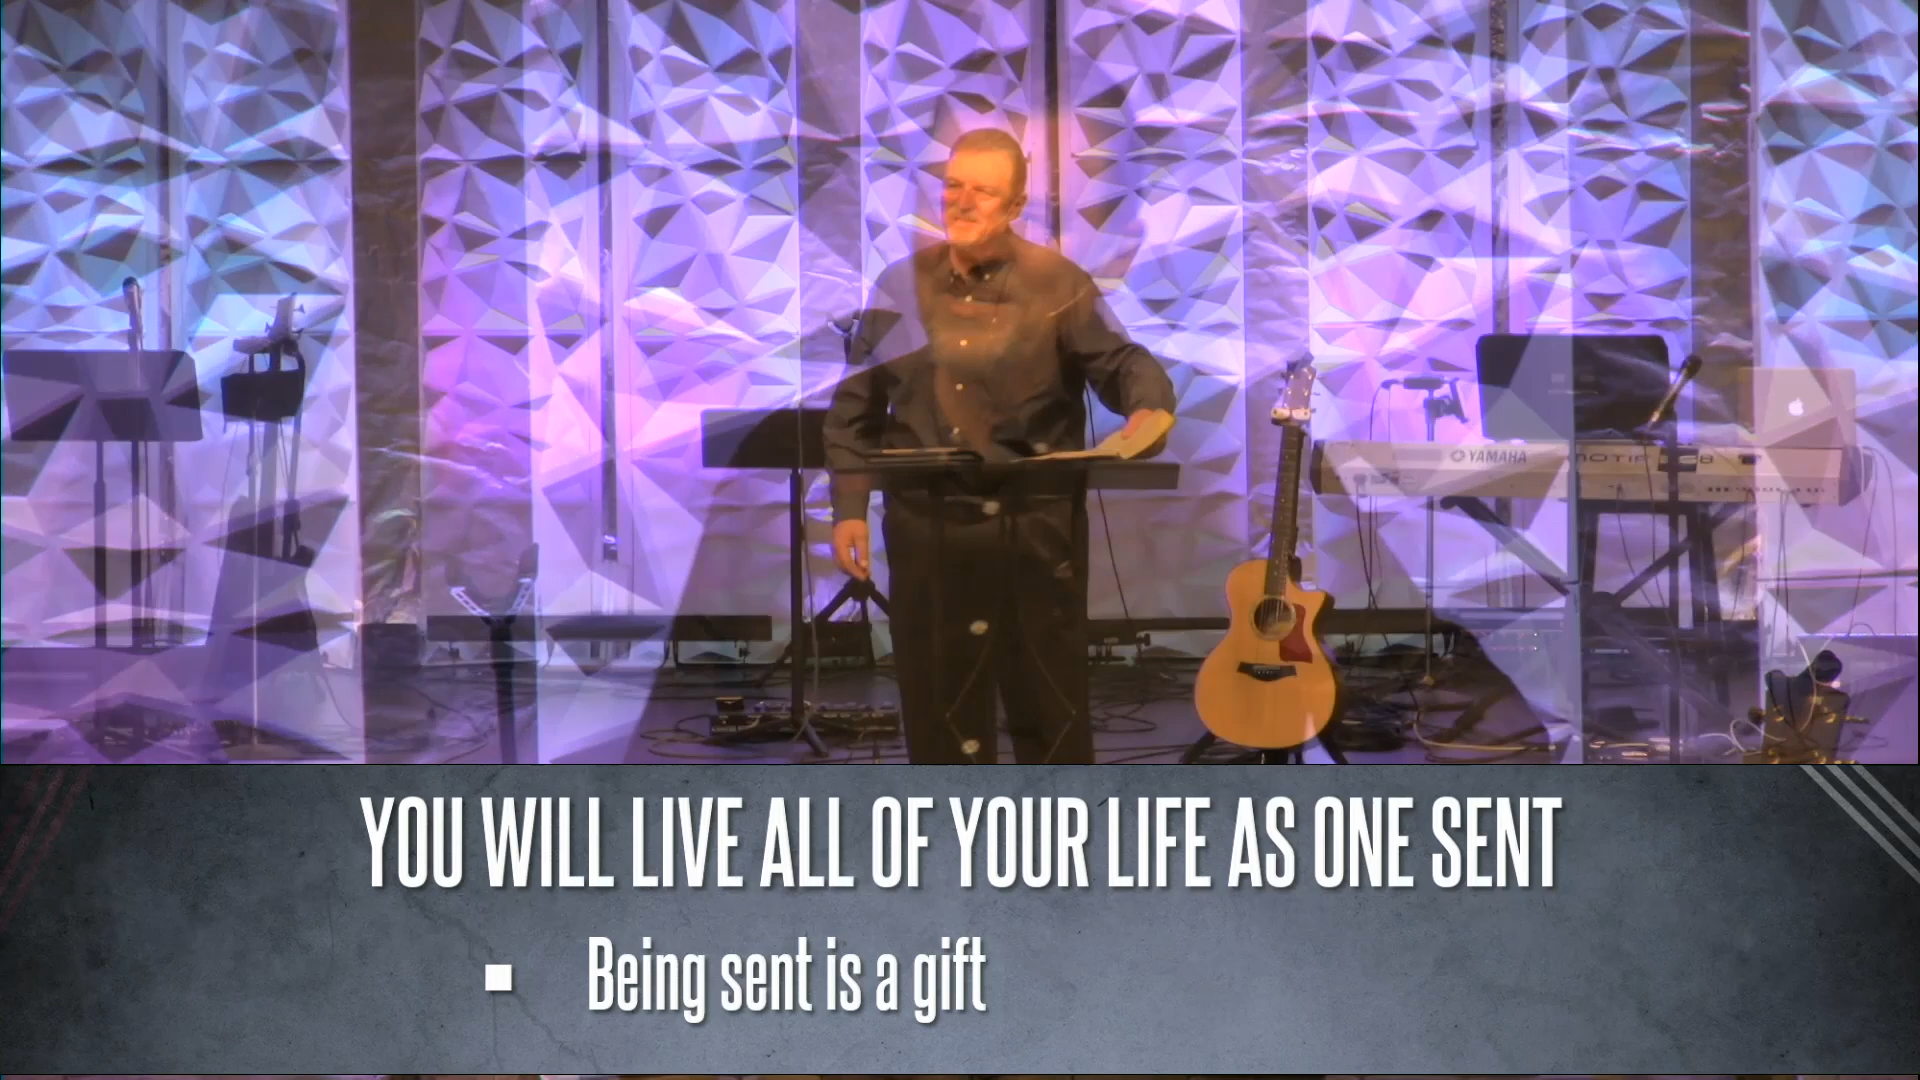 YAMAHA
YOU WILL LIVE ALL OF YOUR LIFE AS ONE SENT
▪ Being sent is a gift